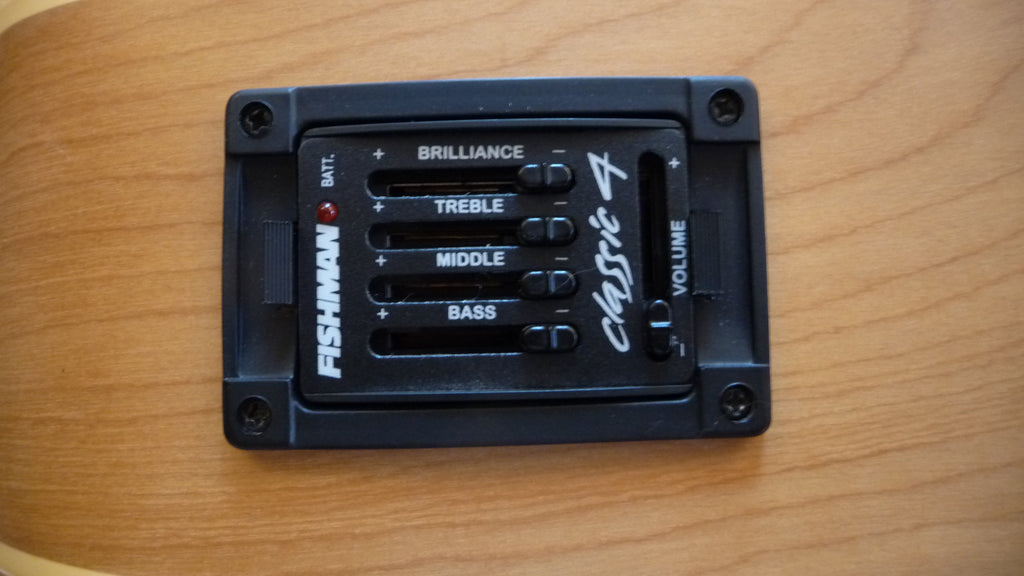 BATT.
FISHMAN
+ BRILLIANCE −
+ TREBLE −
+ MIDDLE −
+ BASS −
classic 4
+
VOLUME
−